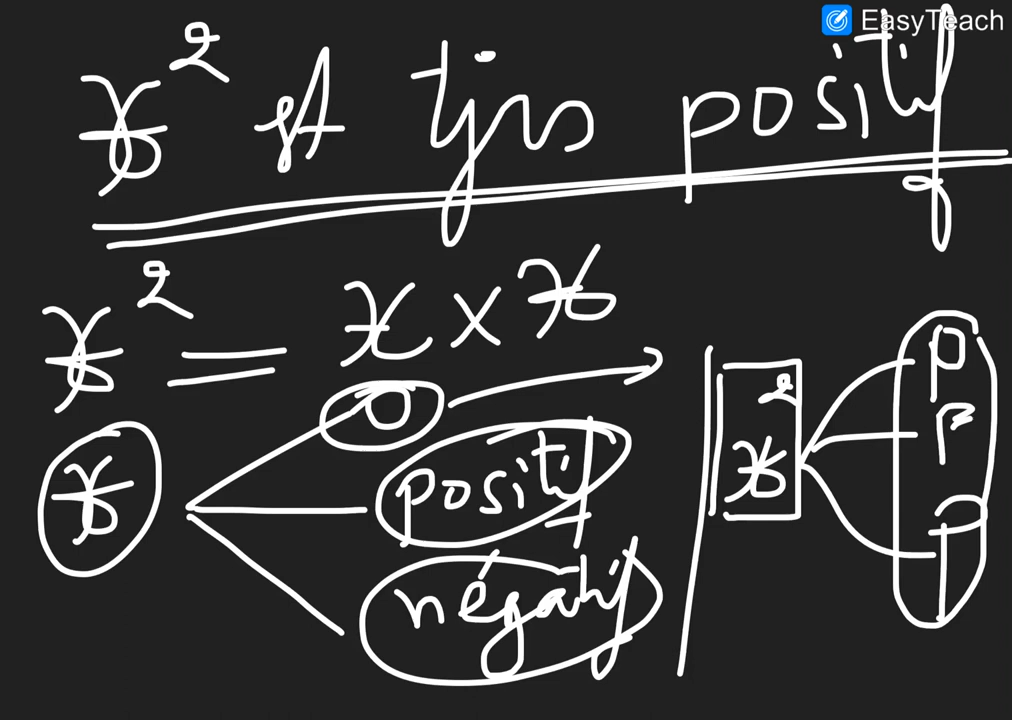 EasyTeach
x² est tjrs positif
x² = x × x
0
positif
négatif
x
x²
P
P
P